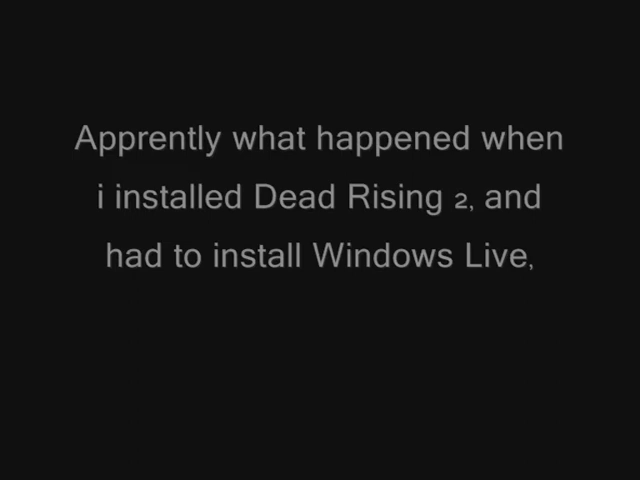 Apprently what happened when
i installed Dead Rising 2, and
had to install Windows Live,